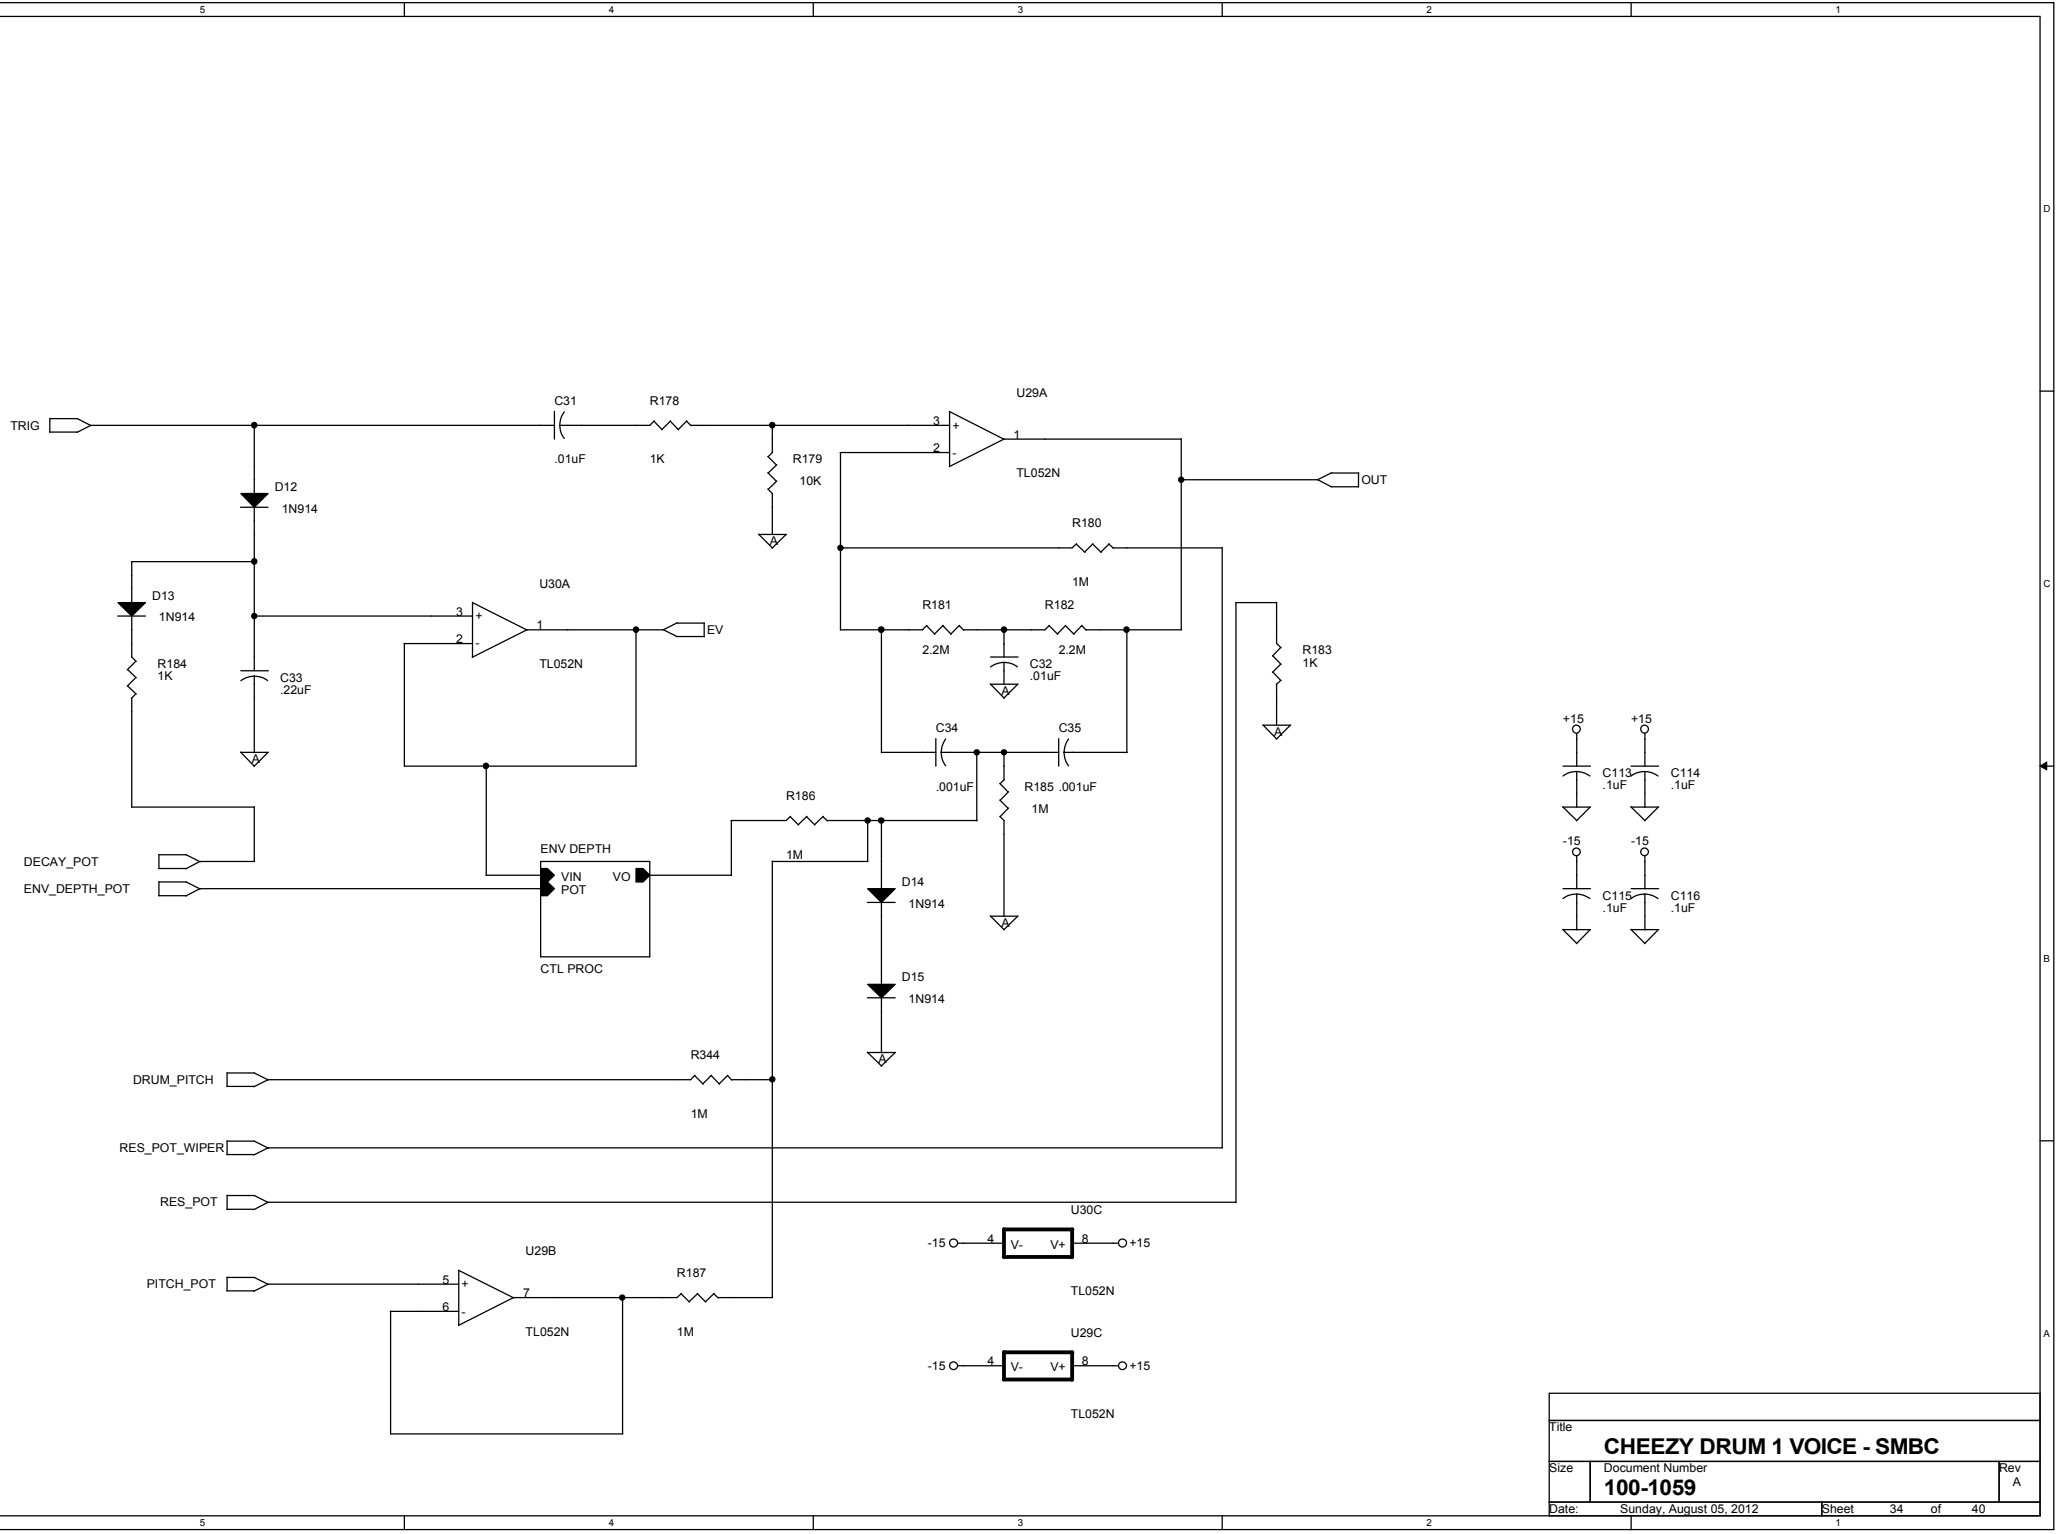 5 4 3 2 1
D
C
B
A
U29A
C31 R178
TRIG
3 + 1
2 -
.01uF 1K
R179
10K
TL052N
OUT
A
D12
1N914
R180
1M
U30A
D13
1N914
3 + 1
2 -
EV
TL052N
R181 R182
2.2M 2.2M
C32
.01uF
A
R183
1K
A
R184
1K
C33
.22uF
A
C34 C35
.001uF .001uF
R185
1M
A
+15 +15
C113
.1uF
C114
.1uF
-15 -15
C115
.1uF
C116
.1uF
R186
1M
DECAY_POT
ENV_DEPTH_POT
ENV DEPTH
VIN VO
POT
CTL PROC
D14
1N914
D15
1N914
A
R344
DRUM_PITCH
1M
RES_POT_WIPER
RES_POT
U30C
-15 4 V- V+ 8 +15
TL052N
U29B
R187
PITCH_POT
5 + 7
6 -
TL052N
1M
U29C
-15 4 V- V+ 8 +15
TL052N
Title
CHEEZY DRUM 1 VOICE - SMBC
Size Document Number Rev
100-1059 A
Date: Sunday, August 05, 2012 Sheet 34 of 40
5 4 3 2 1